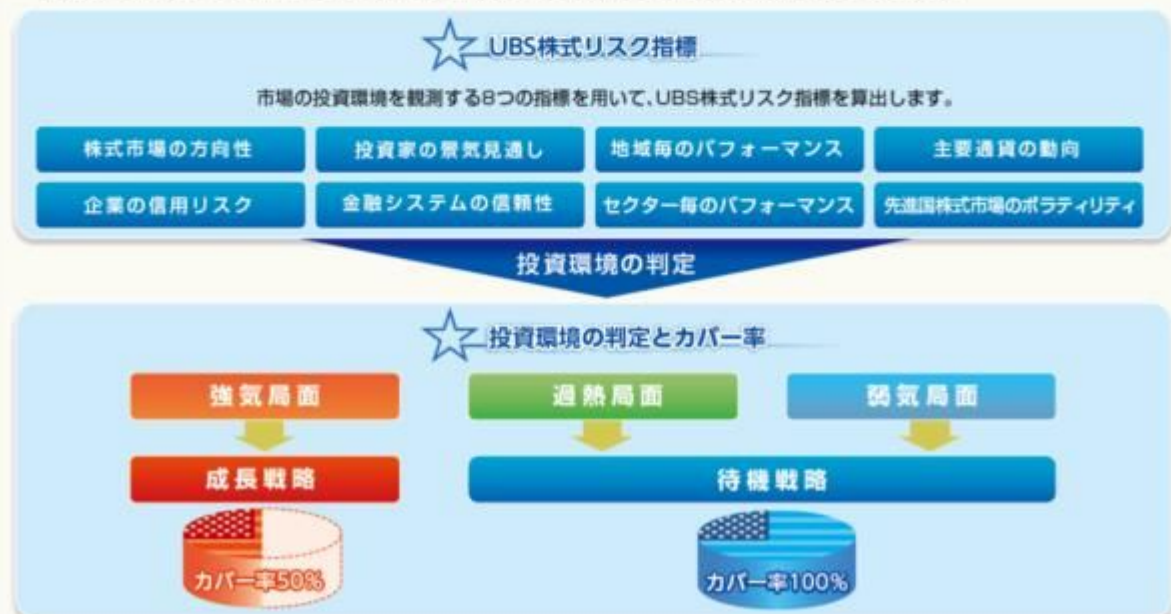 UBS株式リスク指標
市場の投資環境を観測する8つの指標を用いて、UBS株式リスク指標を算出します。
株式市場の方向性 投資家の景気見通し 地域毎のパフォーマンス 主要通貨の動向
企業の信用リスク 金融システムの信頼性 セクター毎のパフォーマンス 先進国株式市場のボラティリティ
投資環境の判定
投資環境の判定とカバー率
強気局面 過熱局面 弱気局面
成長戦略 待機戦略
カバー率50% カバー率100%